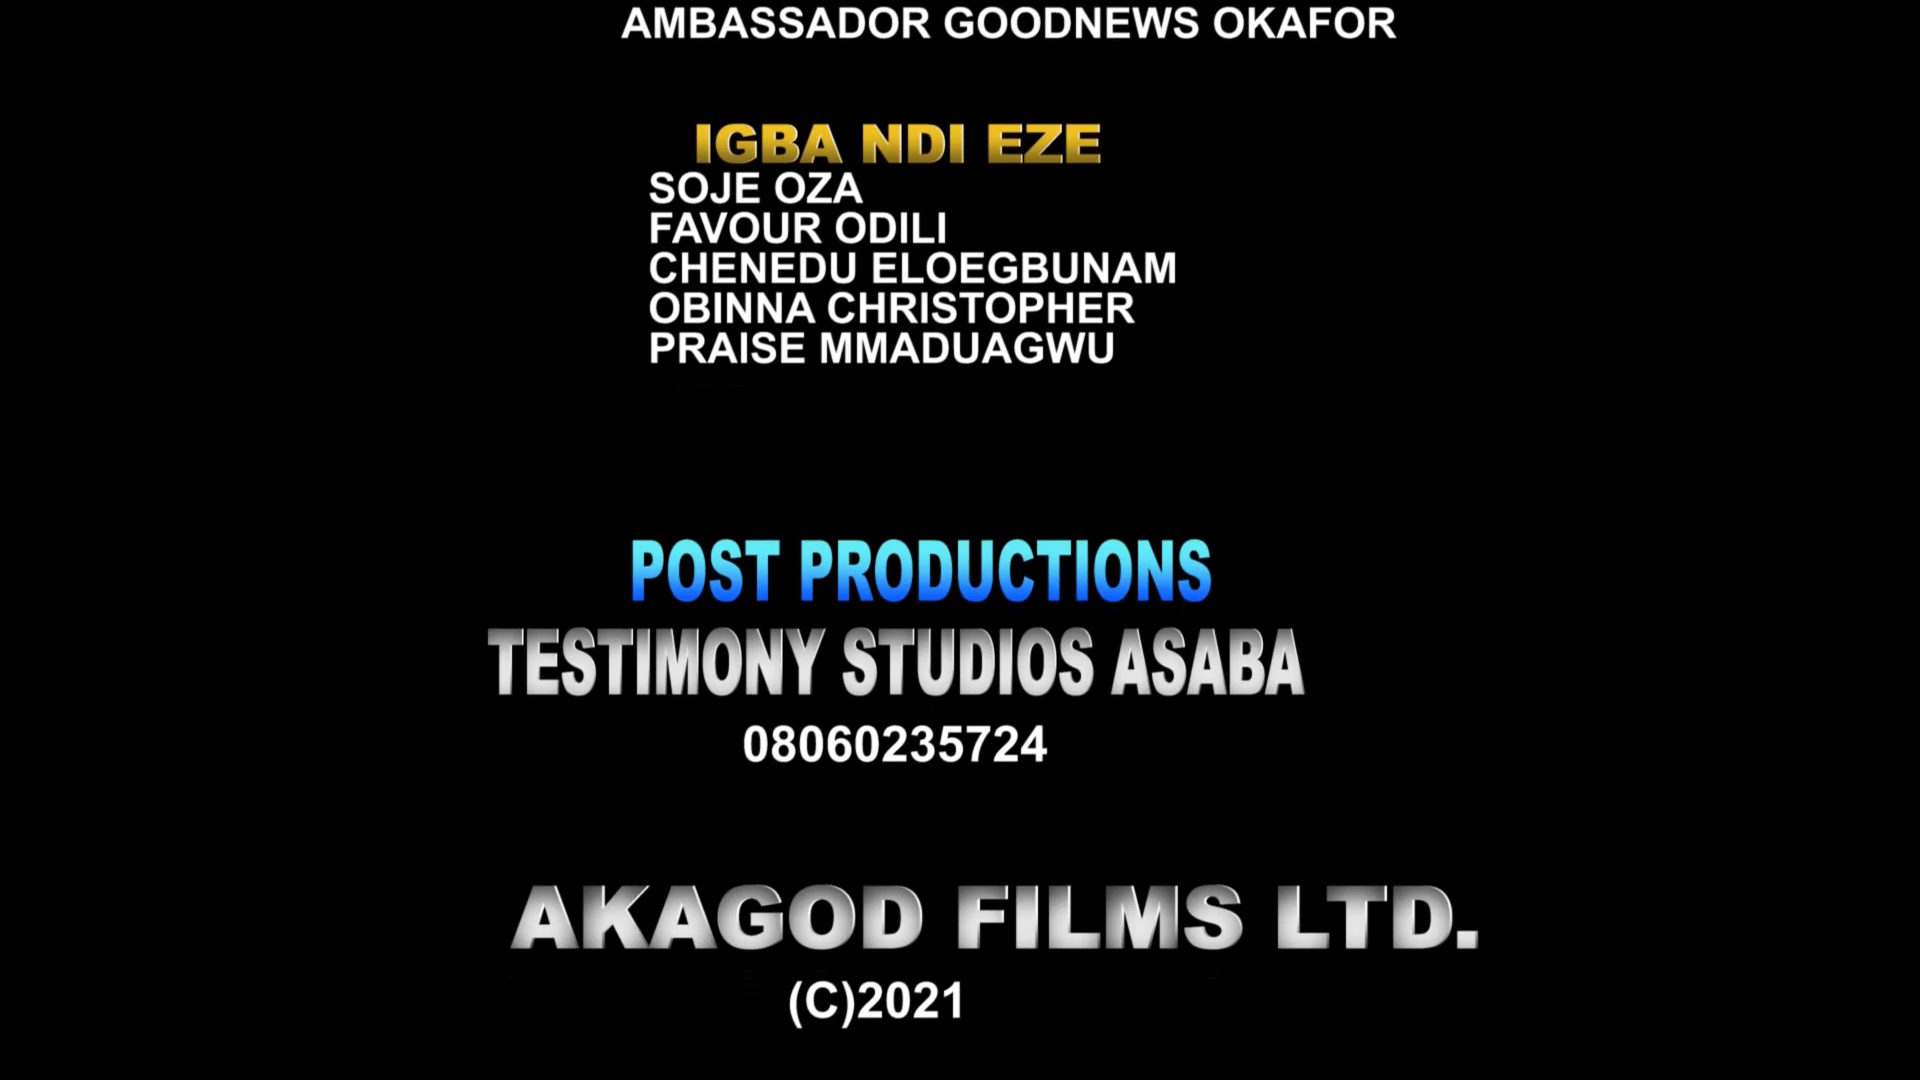 AMBASSADOR GOODNEWS OKAFOR
IGBA NDI EZE
SOJE OZA
FAVOUR ODILI
CHENEDU ELOEGBUNAM
OBINNA CHRISTOPHER
PRAISE MMADUAGWU
POST PRODUCTIONS
TESTIMONY STUDIOS ASABA
08060235724
AKAGOD FILMS LTD.
(C)2021